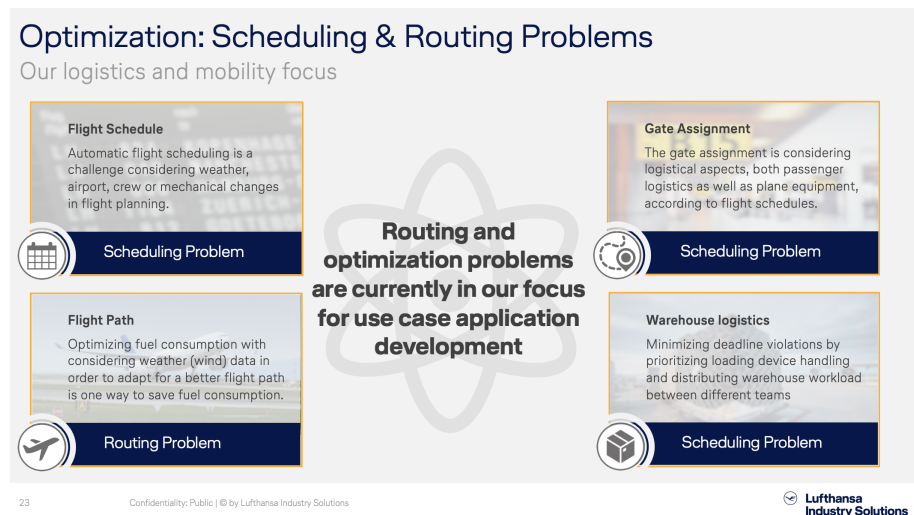 Optimization: Scheduling & Routing Problems
Our logistics and mobility focus
Flight Schedule
Automatic flight scheduling is a
challenge considering weather,
airport, crew or mechanical changes
in flight planning.
Scheduling Problem
Flight Path
Optimizing fuel consumption with
considering weather (wind) data in
order to adapt for a better flight path
is one way to save fuel consumption.
Routing Problem
Routing and
optimization problems
are currently in our focus
for use case application
development
Gate Assignment
The gate assignment is considering
logistical aspects, both passenger
logistics as well as plane equipment,
according to flight schedules.
Scheduling Problem
Warehouse logistics
Minimizing deadline violations by
prioritizing loading device handling
and distributing warehouse workload
between different teams
Scheduling Problem
23
Confidentiality: Public | © by Lufthansa Industry Solutions
Lufthansa
Industry Solutions